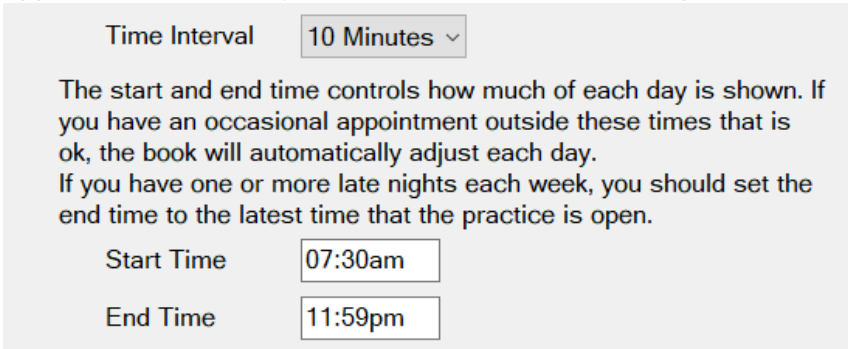 Time Interval 10 Minutes
The start and end time controls how much of each day is shown. If
you have an occasional appointment outside these times that is
ok, the book will automatically adjust each day.
If you have one or more late nights each week, you should set the
end time to the latest time that the practice is open.
Start Time 07:30am
End Time 11:59pm